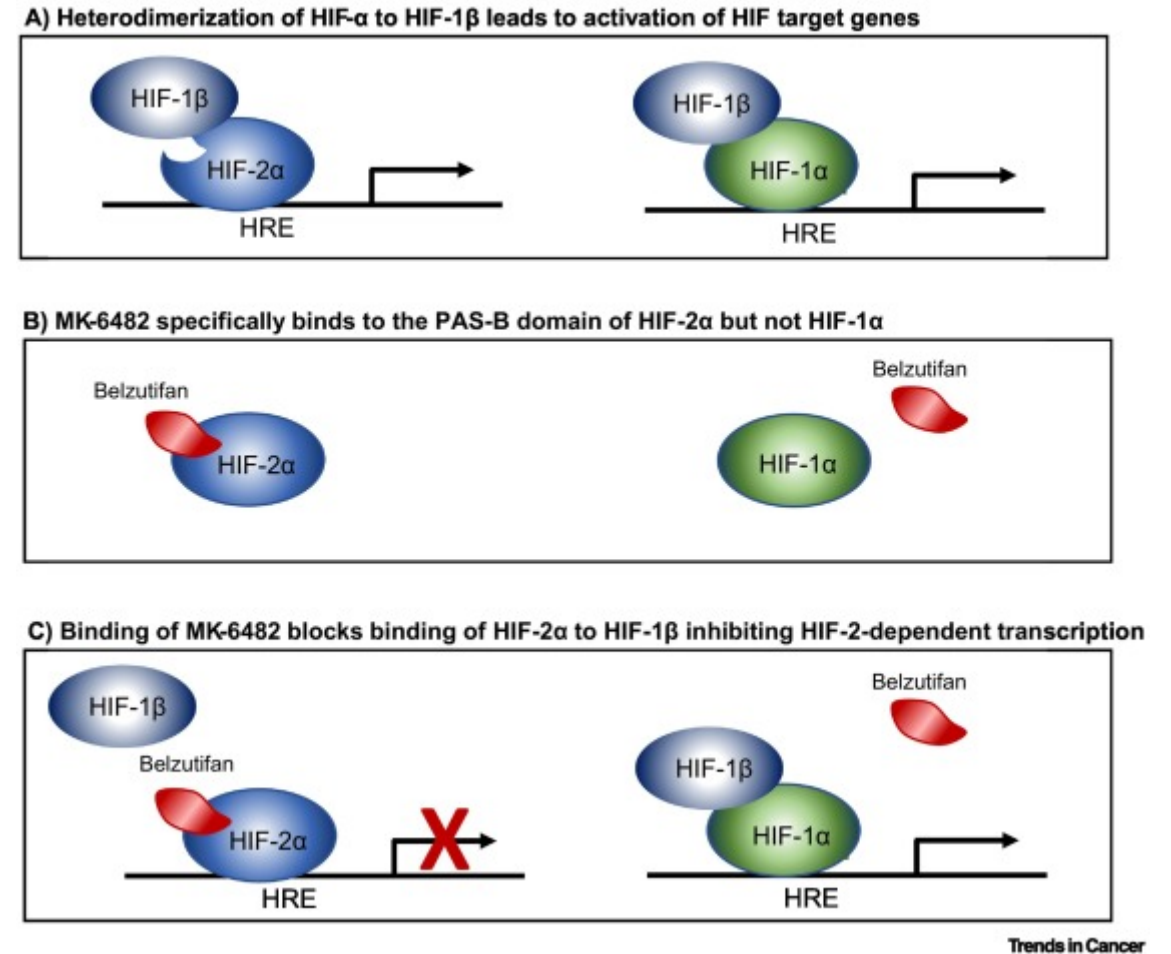 A) Heterodimerization of HIF-α to HIF-1β leads to activation of HIF target genes
HIF-1β
HIF-2α
HRE
HIF-1β
HIF-1α
HRE
B) MK-6482 specifically binds to the PAS-B domain of HIF-2α but not HIF-1α
Belzutifan
HIF-2α
Belzutifan
HIF-1α
C) Binding of MK-6482 blocks binding of HIF-2α to HIF-1β inhibiting HIF-2-dependent transcription
HIF-1β
Belzutifan
HIF-2α
X
HRE
Belzutifan
HIF-1β
HIF-1α
HRE
Trends in Cancer